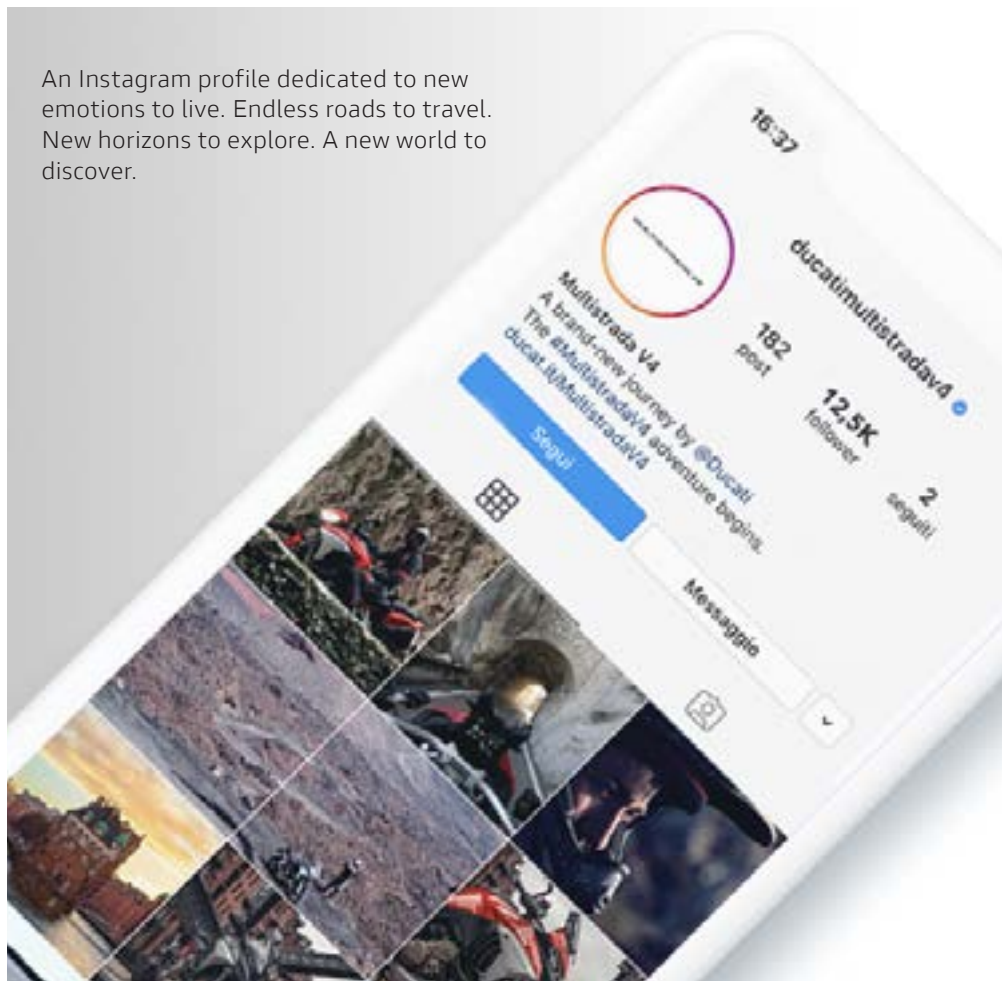 An Instagram profile dedicated to new
emotions to live. Endless roads to travel.
New horizons to explore. A new world to
discover.
16:37
ducatimultistradav4
182
post
12,5K
follower
2
seguiti
Multistrada V4
A brand-new journey by @Ducati
The #MultistradaV4 adventure begins.
ducat.it/MultistradaV4
Segui
Messaggio